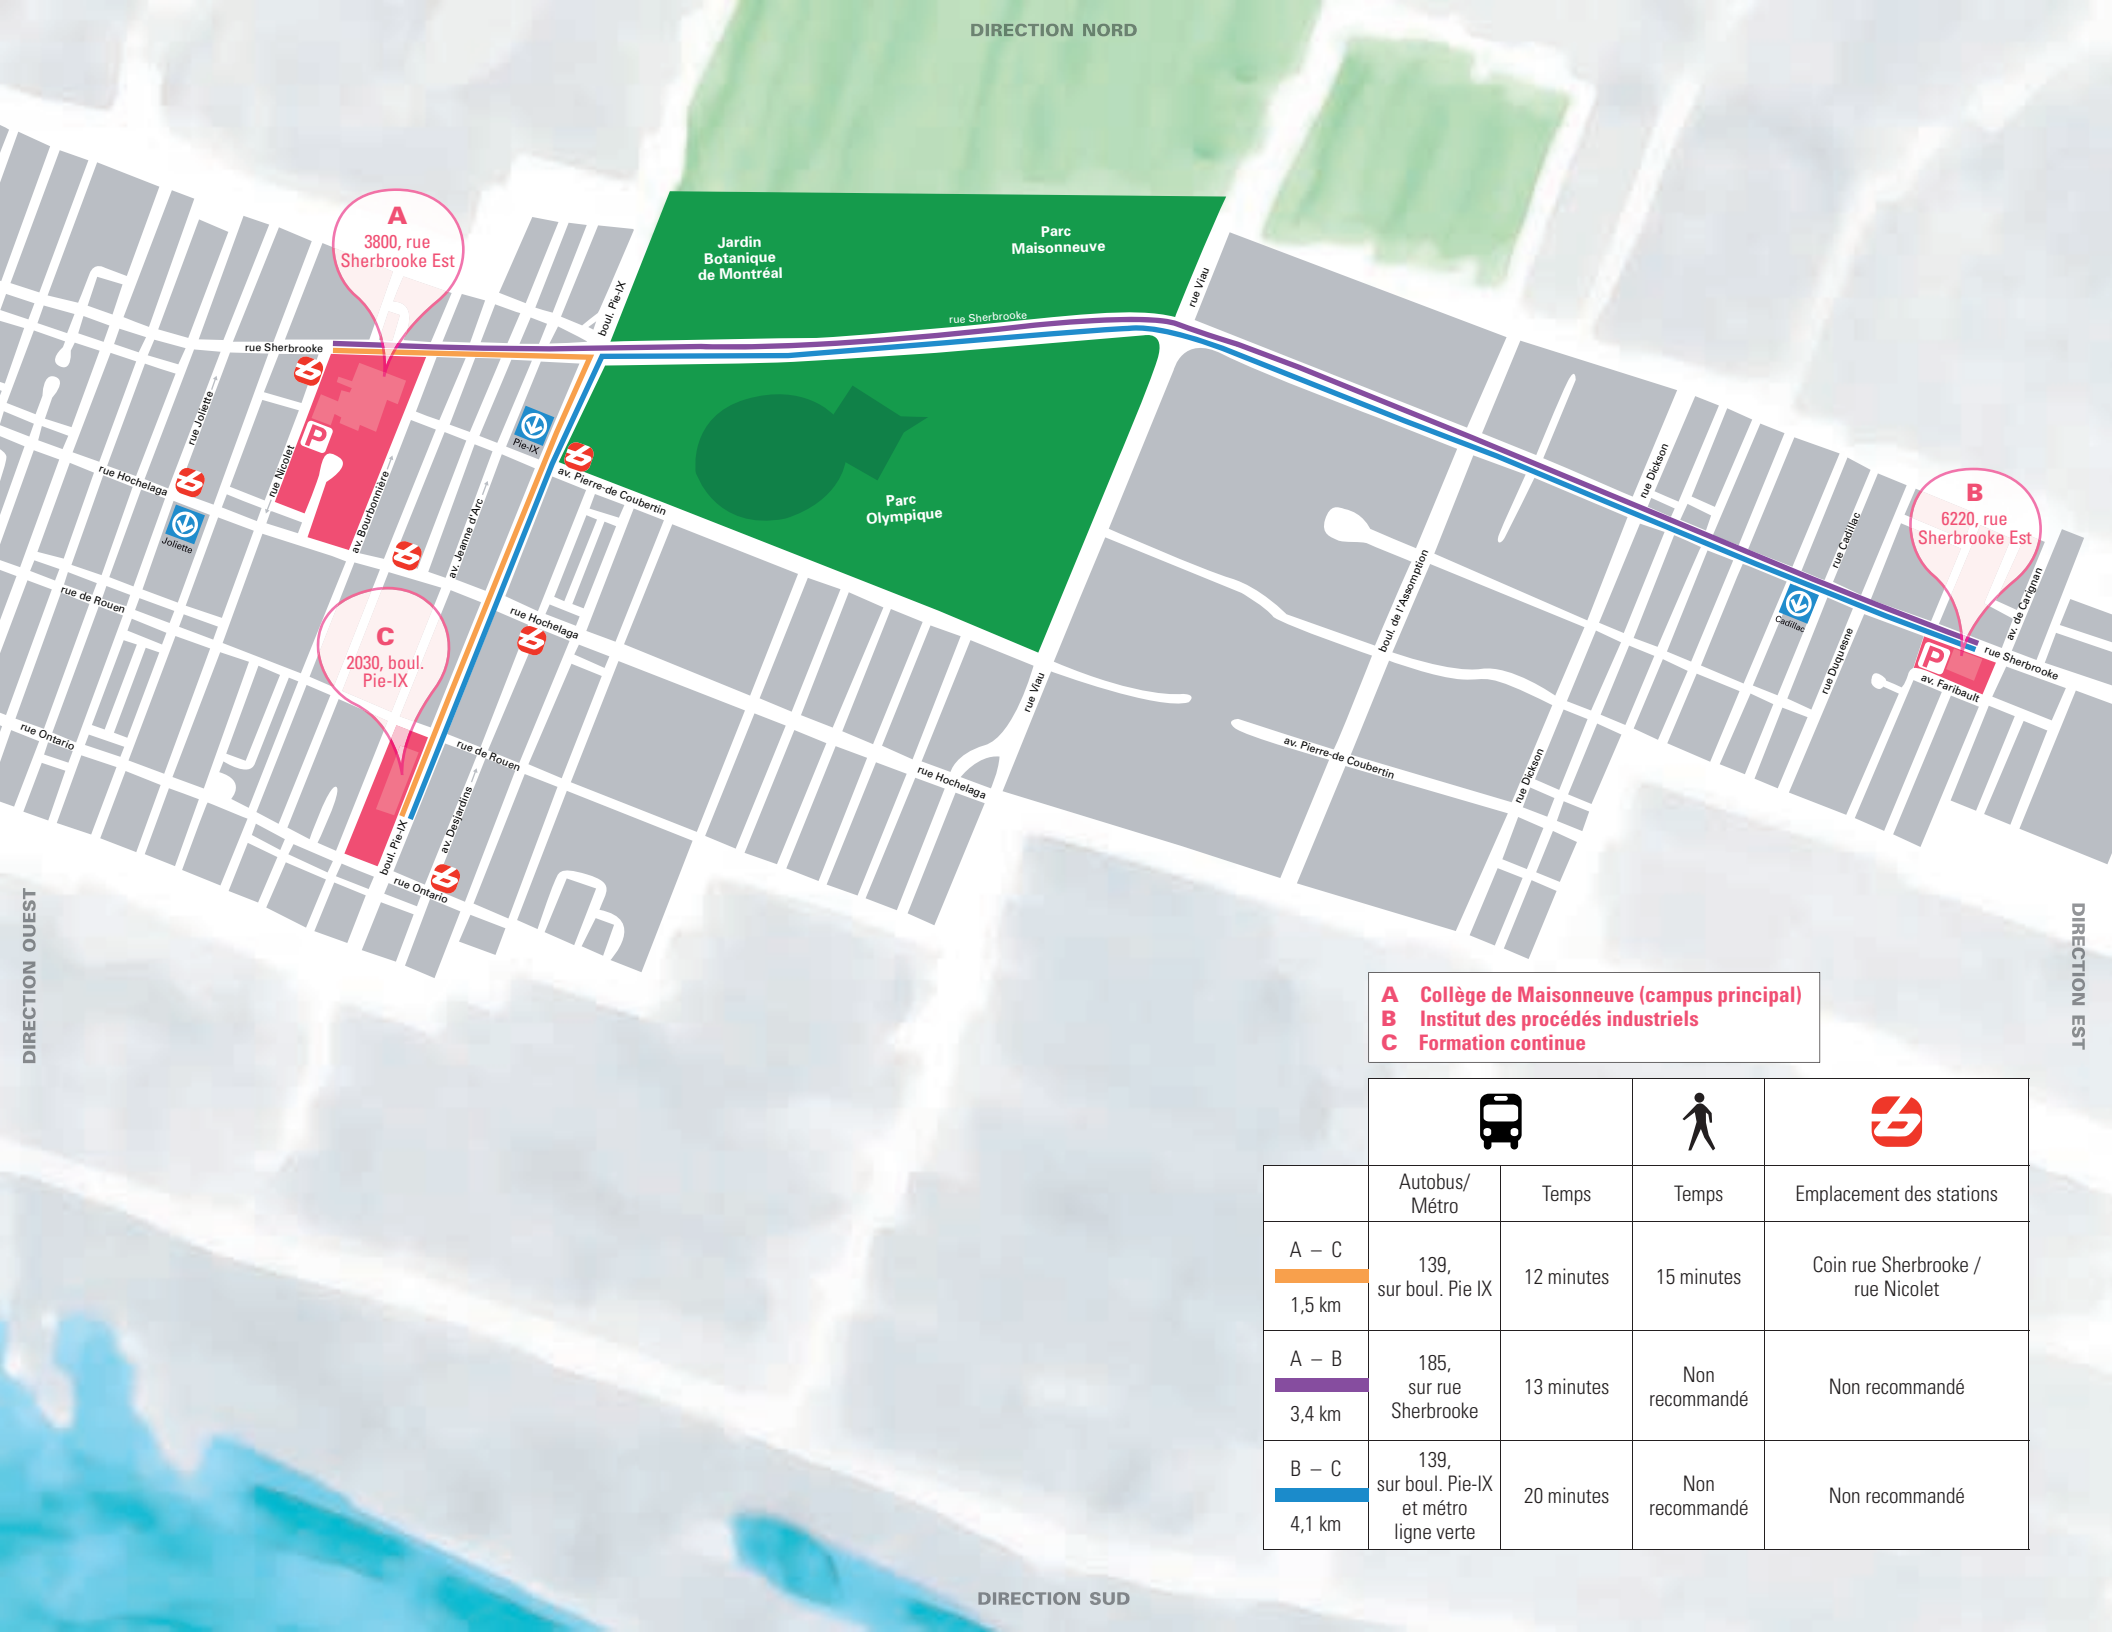 DIRECTION NORD
A
3800, rue
Sherbrooke Est
Jardin
Botanique
de Montréal
Parc
Maisonneuve
boul. Pie-IX
rue Viau
rue Sherbrooke
rue Sherbrooke
rue Joliette
P
rue Nicolet
rue Hochelaga
Joliette
av. Bourbonnière
av. Jeanne d'Arc
Pie-IX
av. Pierre-de Coubertin
Parc
Olympique
rue Dickson
rue Cadillac
B
6220, rue
Sherbrooke Est
boul. de l'Assomption
Cadillac
av. de Carignan
rue Duquesne
P
rue Sherbrooke
av. Faribault
rue de Rouen
C
2030, boul.
Pie-IX
rue Hochelaga
rue Viau
rue Ontario
rue de Rouen
av. Pierre-de Coubertin
rue Dickson
rue Hochelaga
av. Desjardins
boul. Pie-IX
rue Ontario
DIRECTION OUEST
DIRECTION EST
A Collège de Maisonneuve (campus principal)
B Institut des procédés industriels
C Formation continue
Autobus/
Métro
Temps
Temps
Emplacement des stations
A – C
1,5 km
139,
sur boul. Pie IX
12 minutes
15 minutes
Coin rue Sherbrooke /
rue Nicolet
A – B
3,4 km
185,
sur rue
Sherbrooke
13 minutes
Non
recommandé
Non recommandé
B – C
4,1 km
139,
sur boul. Pie-IX
et métro
ligne verte
20 minutes
Non
recommandé
Non recommandé
DIRECTION SUD